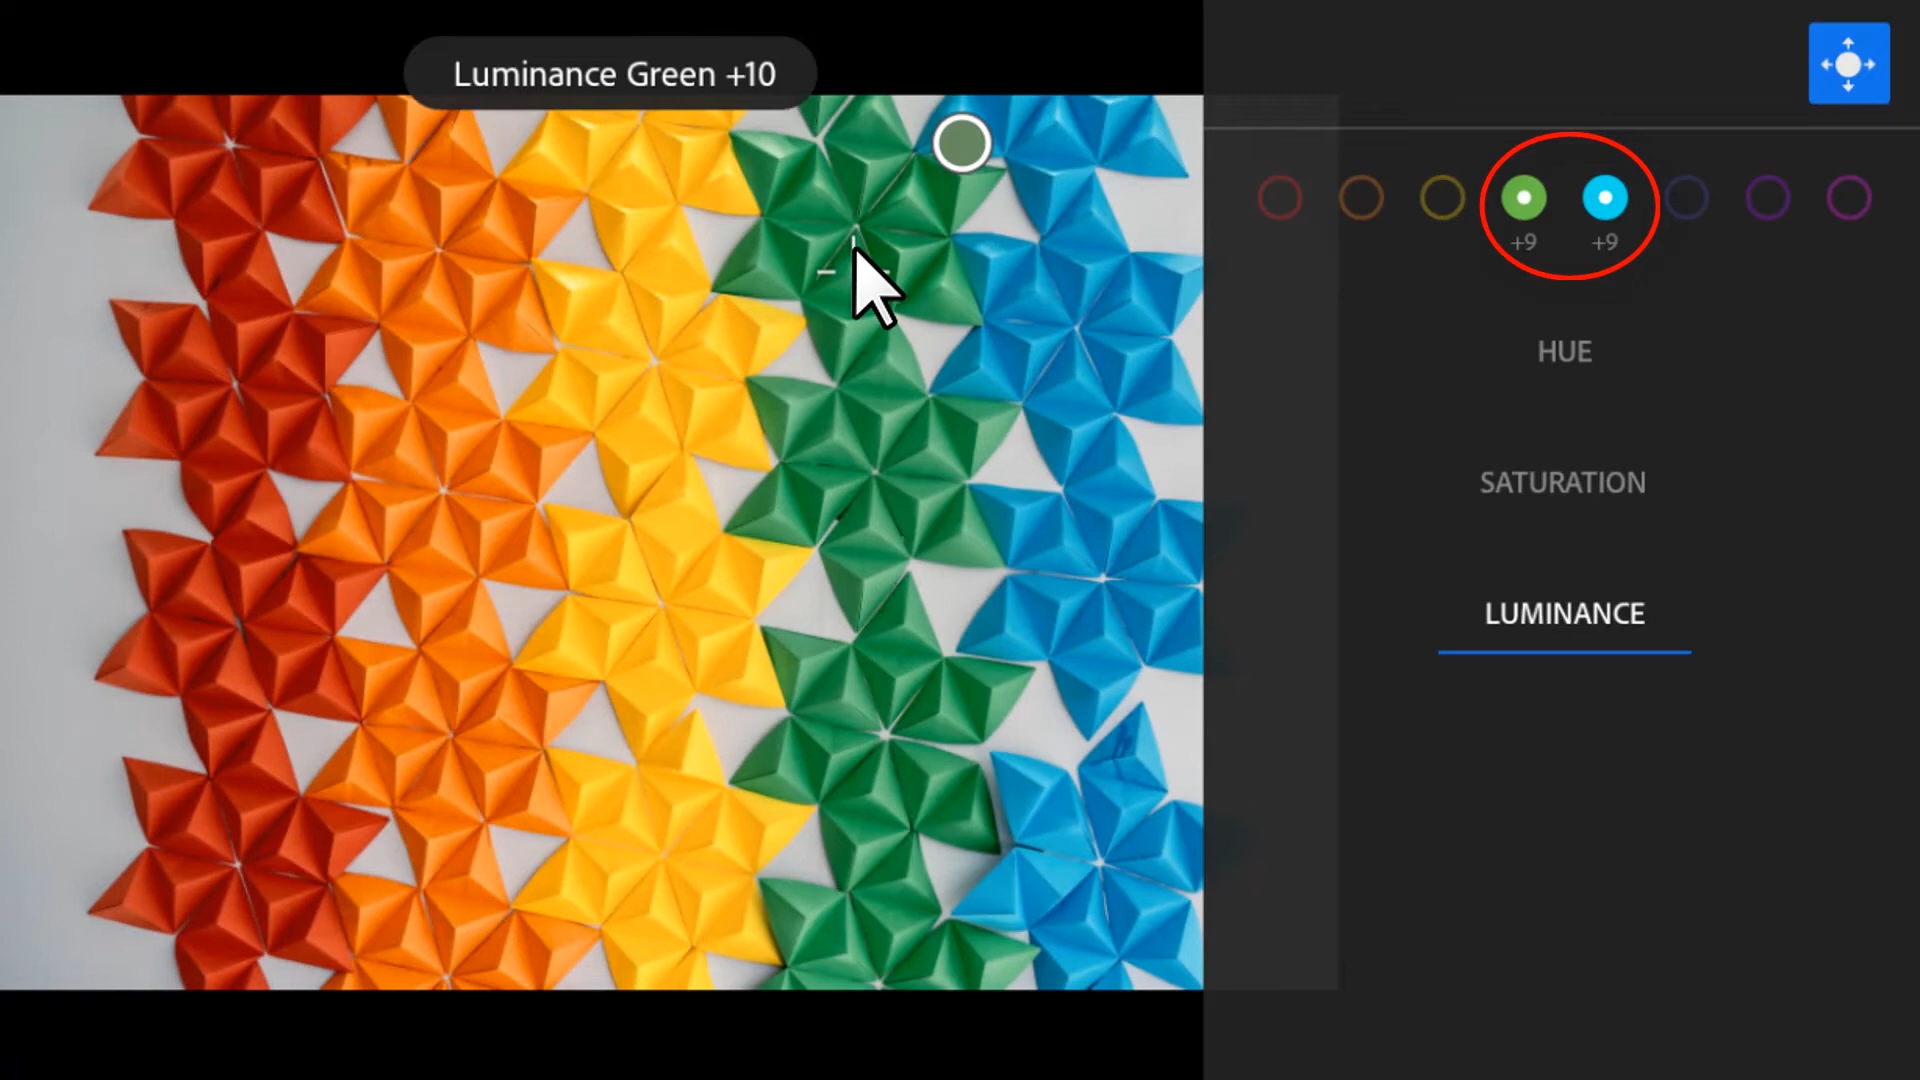 Luminance Green +10
+9 +9
HUE
SATURATION
LUMINANCE